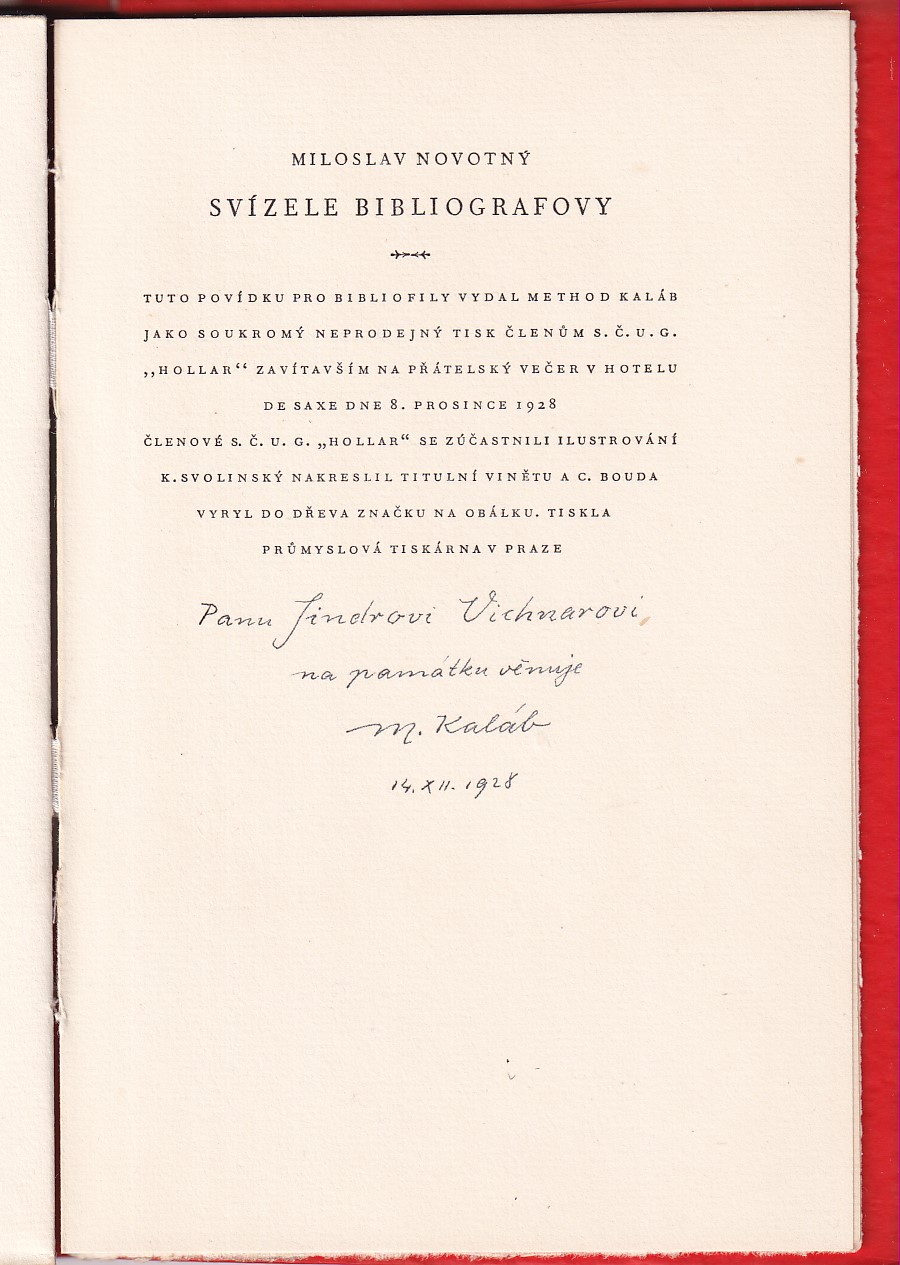 MILOSLAV NOVOTNÝ
SVÍZELE BIBLIOGRAFOVY
TUTO POVÍDKU PRO BIBLIOFILY VYDAL METHOD KALÁB
JAKO SOUKROMÝ NEPRODEJNÝ TISK ČLENŮM S. Č. U. G.
,,HOLLAR“ ZAVÍTAVŠÍM NA PŘÁTELSKÝ VEČER V HOTELU
DE SAXE DNE 8. PROSINCE 1928
ČLENOVÉ S. Č. U. G. „HOLLAR“ SE ZÚČASTNILI ILUSTROVÁNÍ
K. SVOLINSKÝ NAKRESLIL TITULNÍ VINĚTU A C. BOUDA
VYRYL DO DŘEVA ZNAČKU NA OBÁLKU. TISKLA
PRŮMYSLOVÁ TISKÁRNA V PRAZE
Panu Jindrovi Vichnarovi
na památku věnuje
M. Kaláb
14. XII. 1928